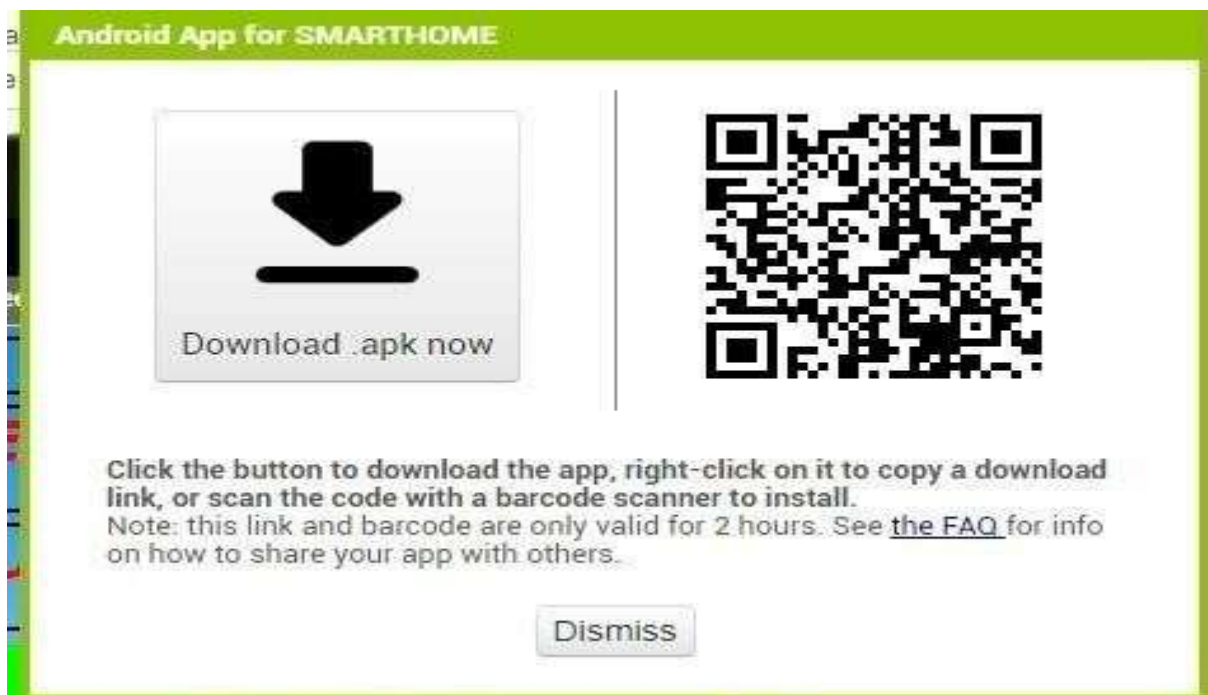 Android App for SMARTHOME
Download .apk now
Click the button to download the app, right-click on it to copy a download
link, or scan the code with a barcode scanner to install.
Note: this link and barcode are only valid for 2 hours. See the FAQ for info
on how to share your app with others.
Dismiss